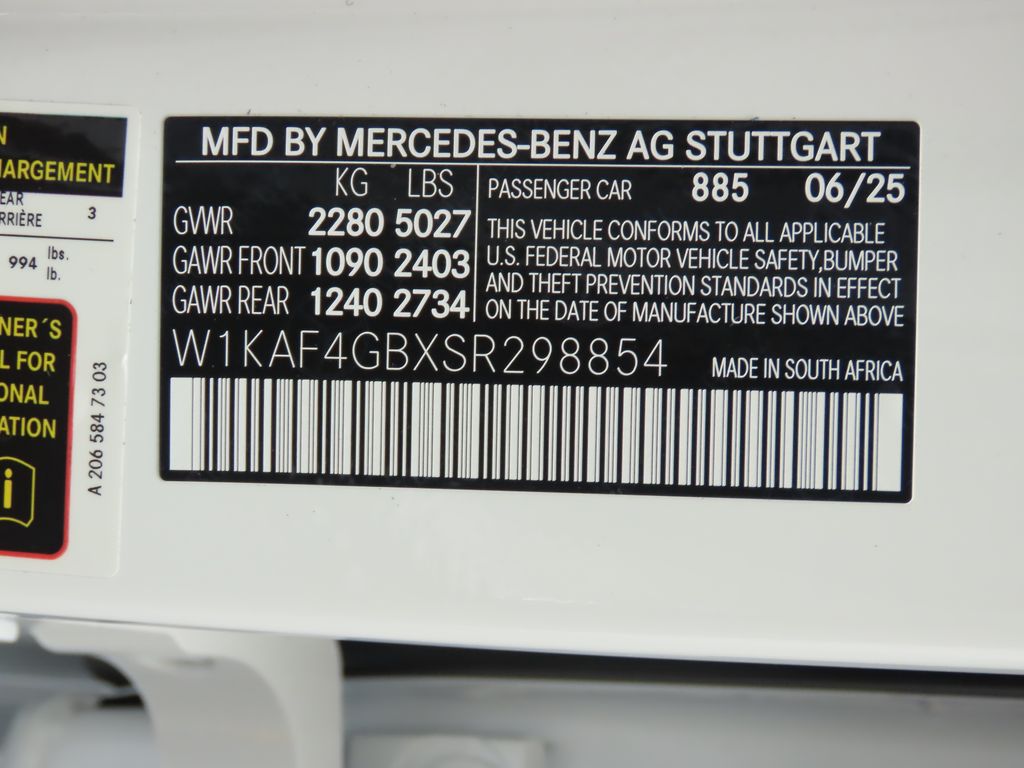 HARGEMENT
3
994 lbs.
lb.
NER´S
L FOR
ONAL
ATION
i
A 206 584 73 03
MFD BY MERCEDES-BENZ AG STUTTGART
KG LBS
GVWR 2280 5027
GAWR FRONT 1090 2403
GAWR REAR 1240 2734
PASSENGER CAR 885 06/25
THIS VEHICLE CONFORMS TO ALL APPLICABLE
U.S. FEDERAL MOTOR VEHICLE SAFETY,BUMPER
AND THEFT PREVENTION STANDARDS IN EFFECT
ON THE DATE OF MANUFACTURE SHOWN ABOVE
W1KAF4GBXSR298854
MADE IN SOUTH AFRICA